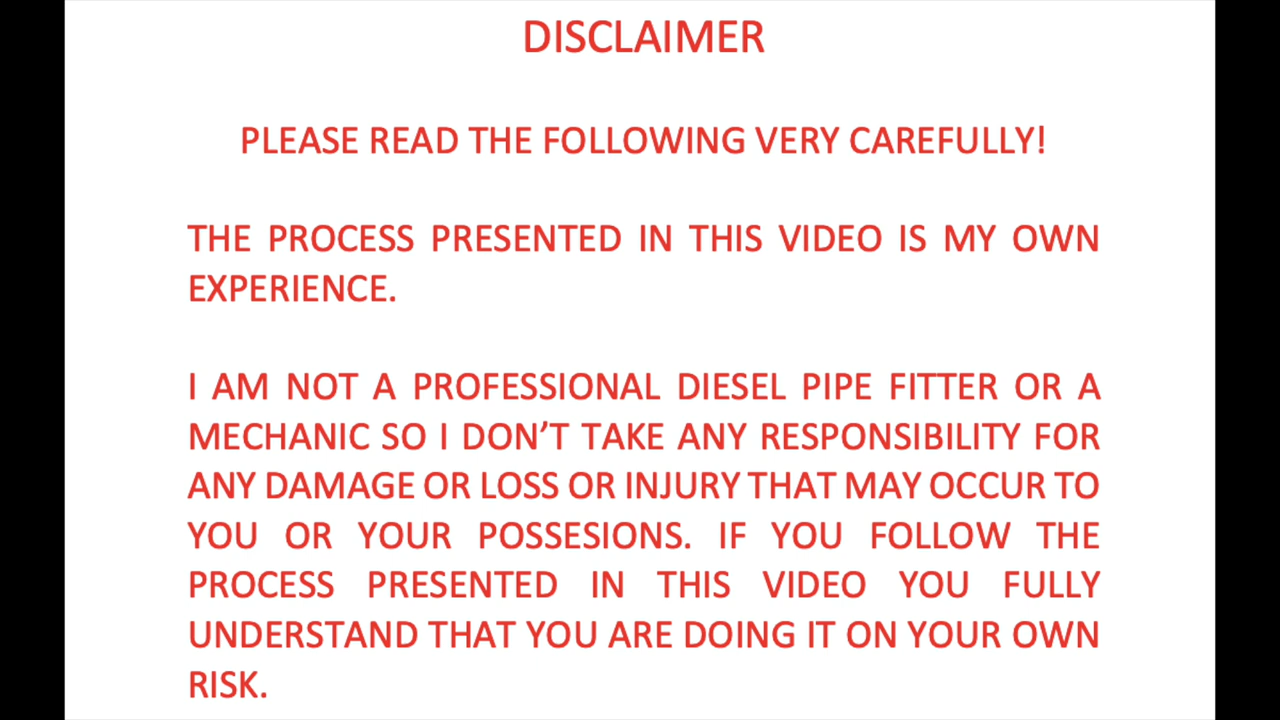 DISCLAIMER
PLEASE READ THE FOLLOWING VERY CAREFULLY!
THE PROCESS PRESENTED IN THIS VIDEO IS MY OWN
EXPERIENCE.
I AM NOT A PROFESSIONAL DIESEL PIPE FITTER OR A
MECHANIC SO I DON’T TAKE ANY RESPONSIBILITY FOR
ANY DAMAGE OR LOSS OR INJURY THAT MAY OCCUR TO
YOU OR YOUR POSSESIONS. IF YOU FOLLOW THE
PROCESS PRESENTED IN THIS VIDEO YOU FULLY
UNDERSTAND THAT YOU ARE DOING IT ON YOUR OWN
RISK.